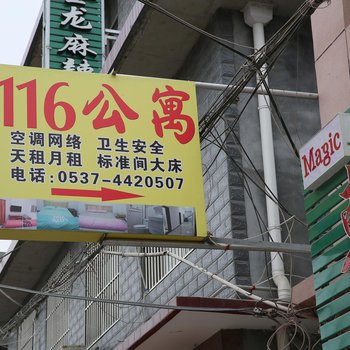 龙麻辣
116公寓
空调网络 卫生安全
天租月租 标准间大床
电话:0537-4420507
Magic